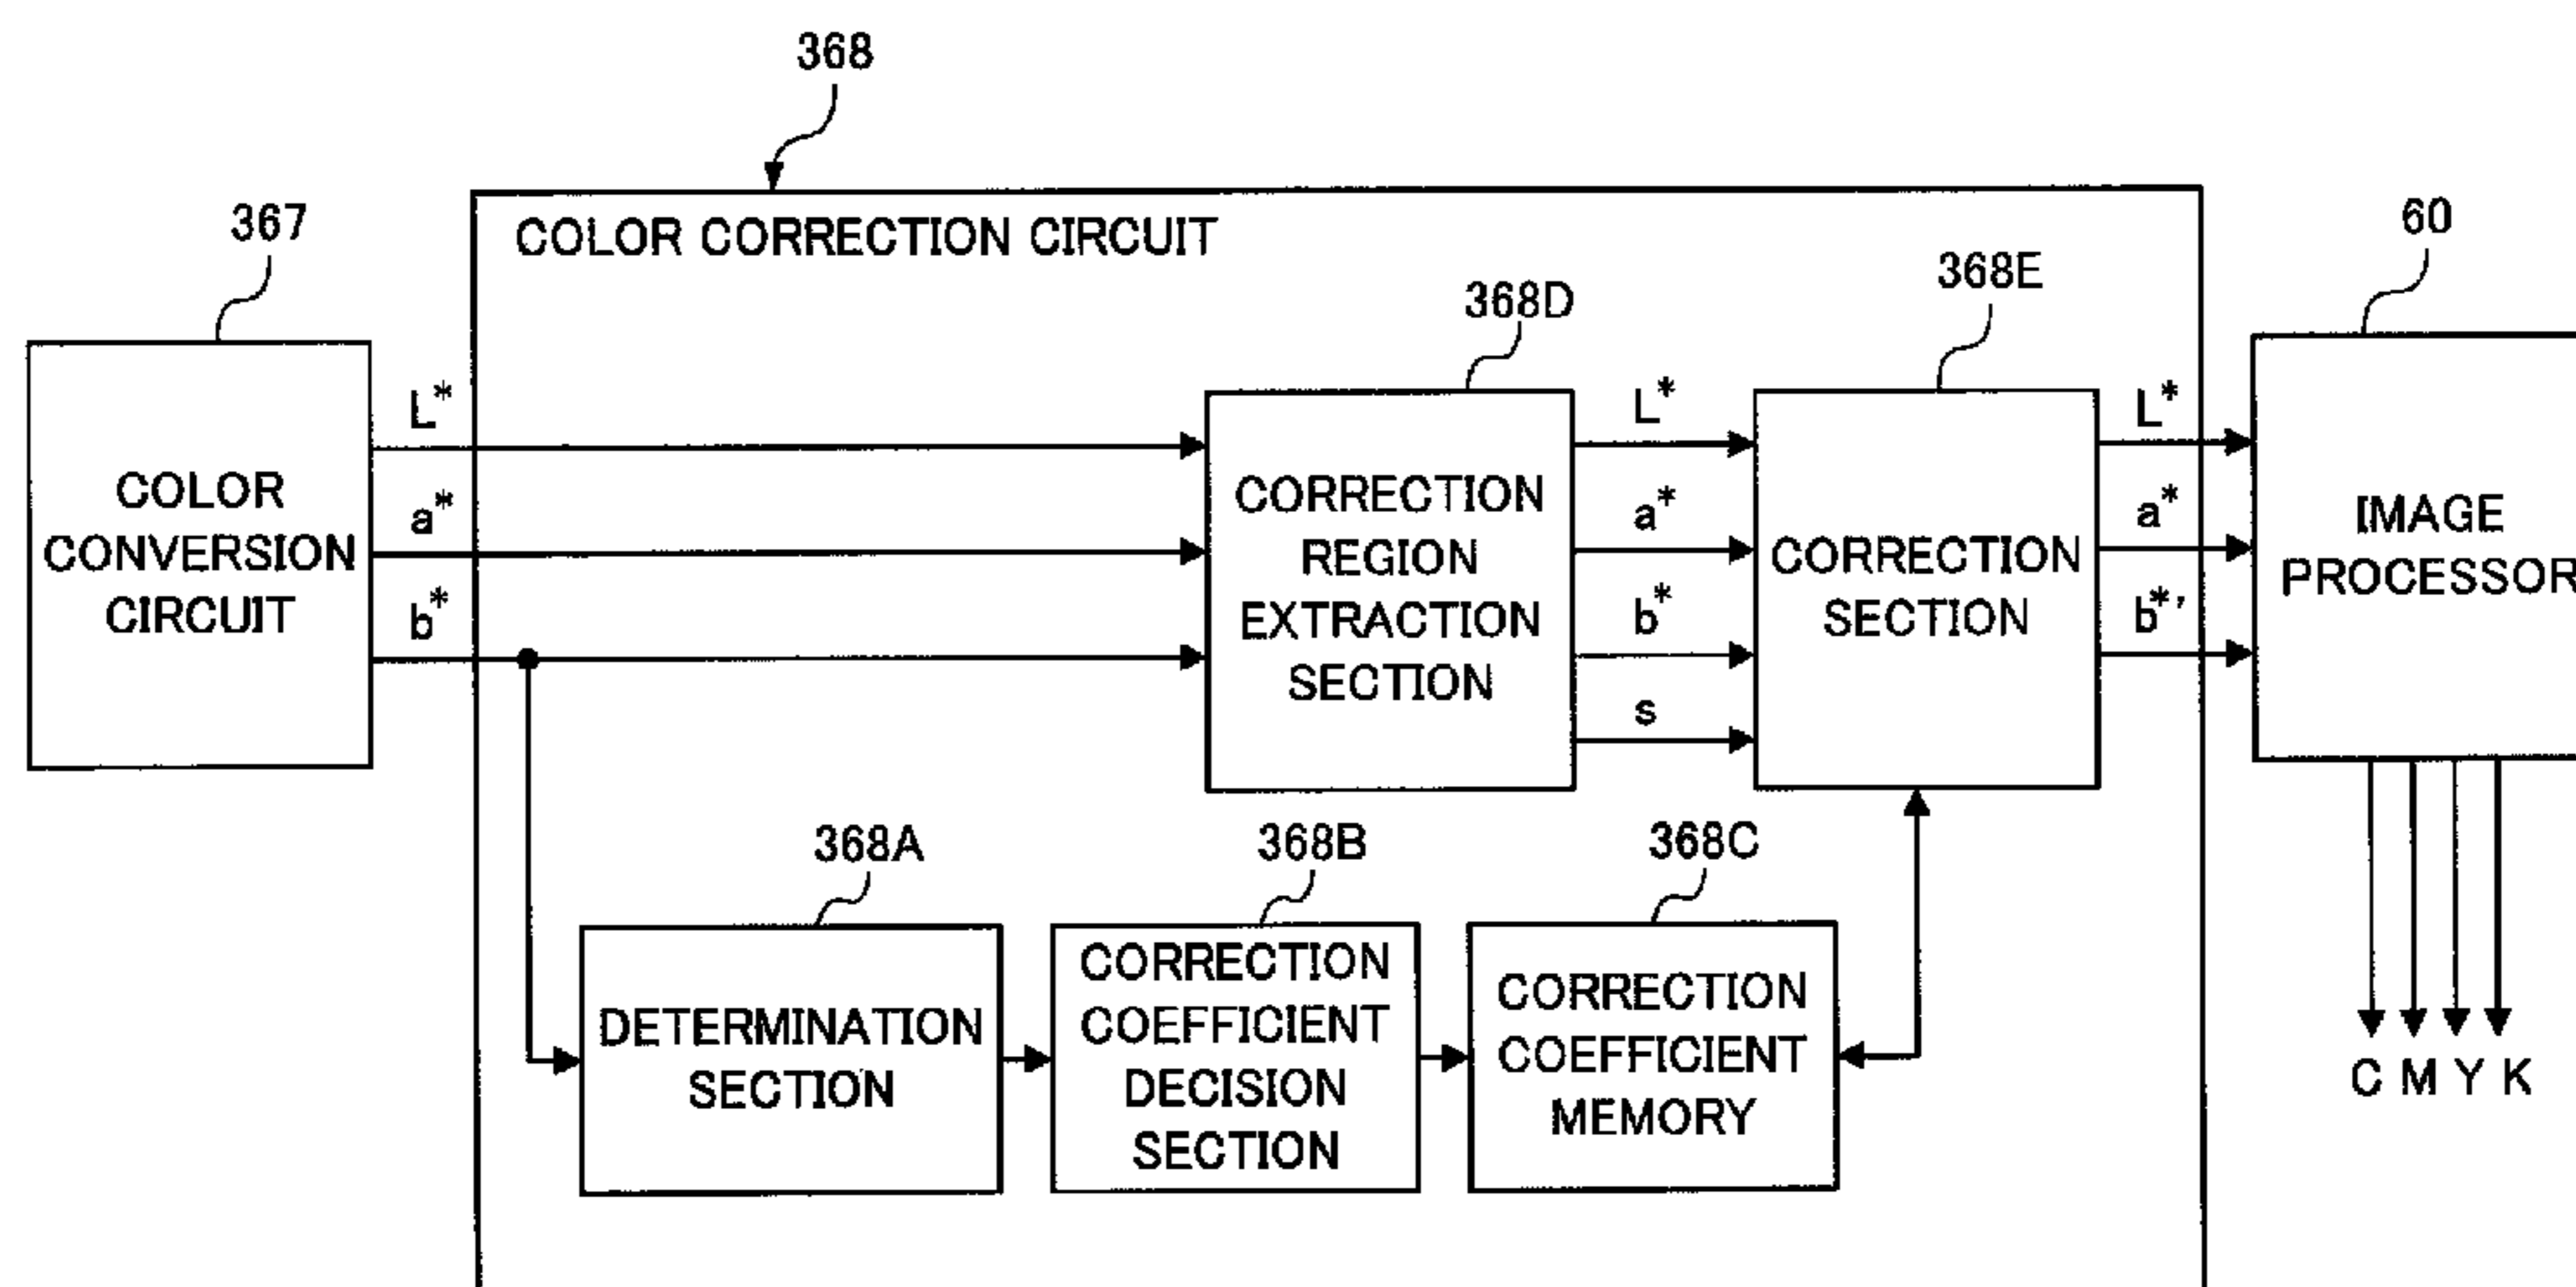 368
367
COLOR CORRECTION CIRCUIT
60
368E
368D
L*
L*
L*
COLOR
CONVERSION
CIRCUIT
a*
CORRECTION
REGION
EXTRACTION
SECTION
a*
CORRECTION
SECTION
a*
IMAGE
PROCESSOR
b*
b*
b*'
s
368A
368B
368C
DETERMINATION
SECTION
CORRECTION
COEFFICIENT
DECISION
SECTION
CORRECTION
COEFFICIENT
MEMORY
C M Y K